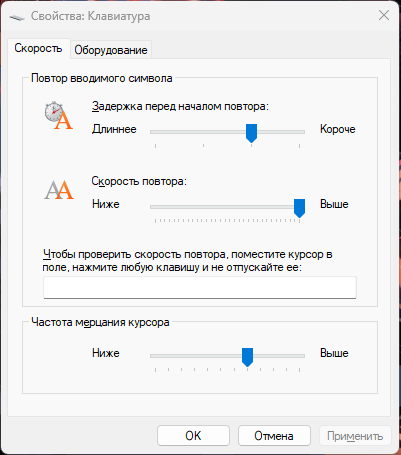 Свойства: Клавиатура
Скорость Оборудование
Повтор вводимого символа
Задержка перед началом повтора:
Длиннее Короче
Скорость повтора:
Ниже Выше
Чтобы проверить скорость повтора, поместите курсор в
поле, нажмите любую клавишу и не отпускайте ее:
Частота мерцания курсора
Ниже Выше
OK Отмена Применить